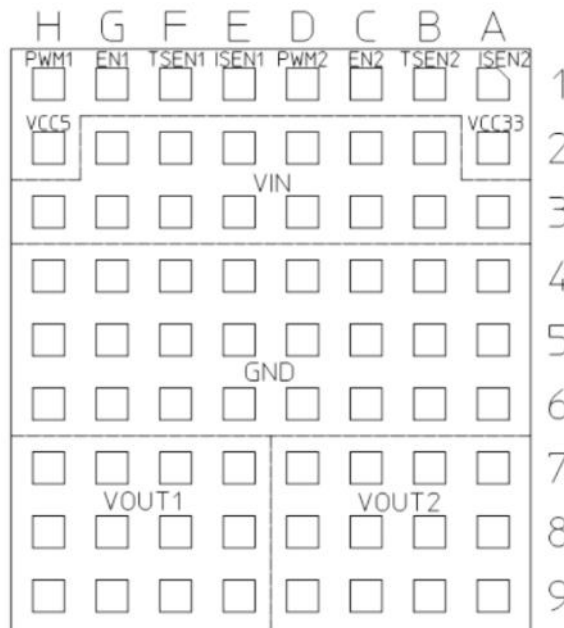 H G F E D C B A
PWM1 EN1 TSEN1 ISEN1 PWM2 EN2 TSEN2 ISEN2 1
VCC5 VCC33 2
VIN
3
4
5
GND
6
7
VOUT1 VOUT2
8
9